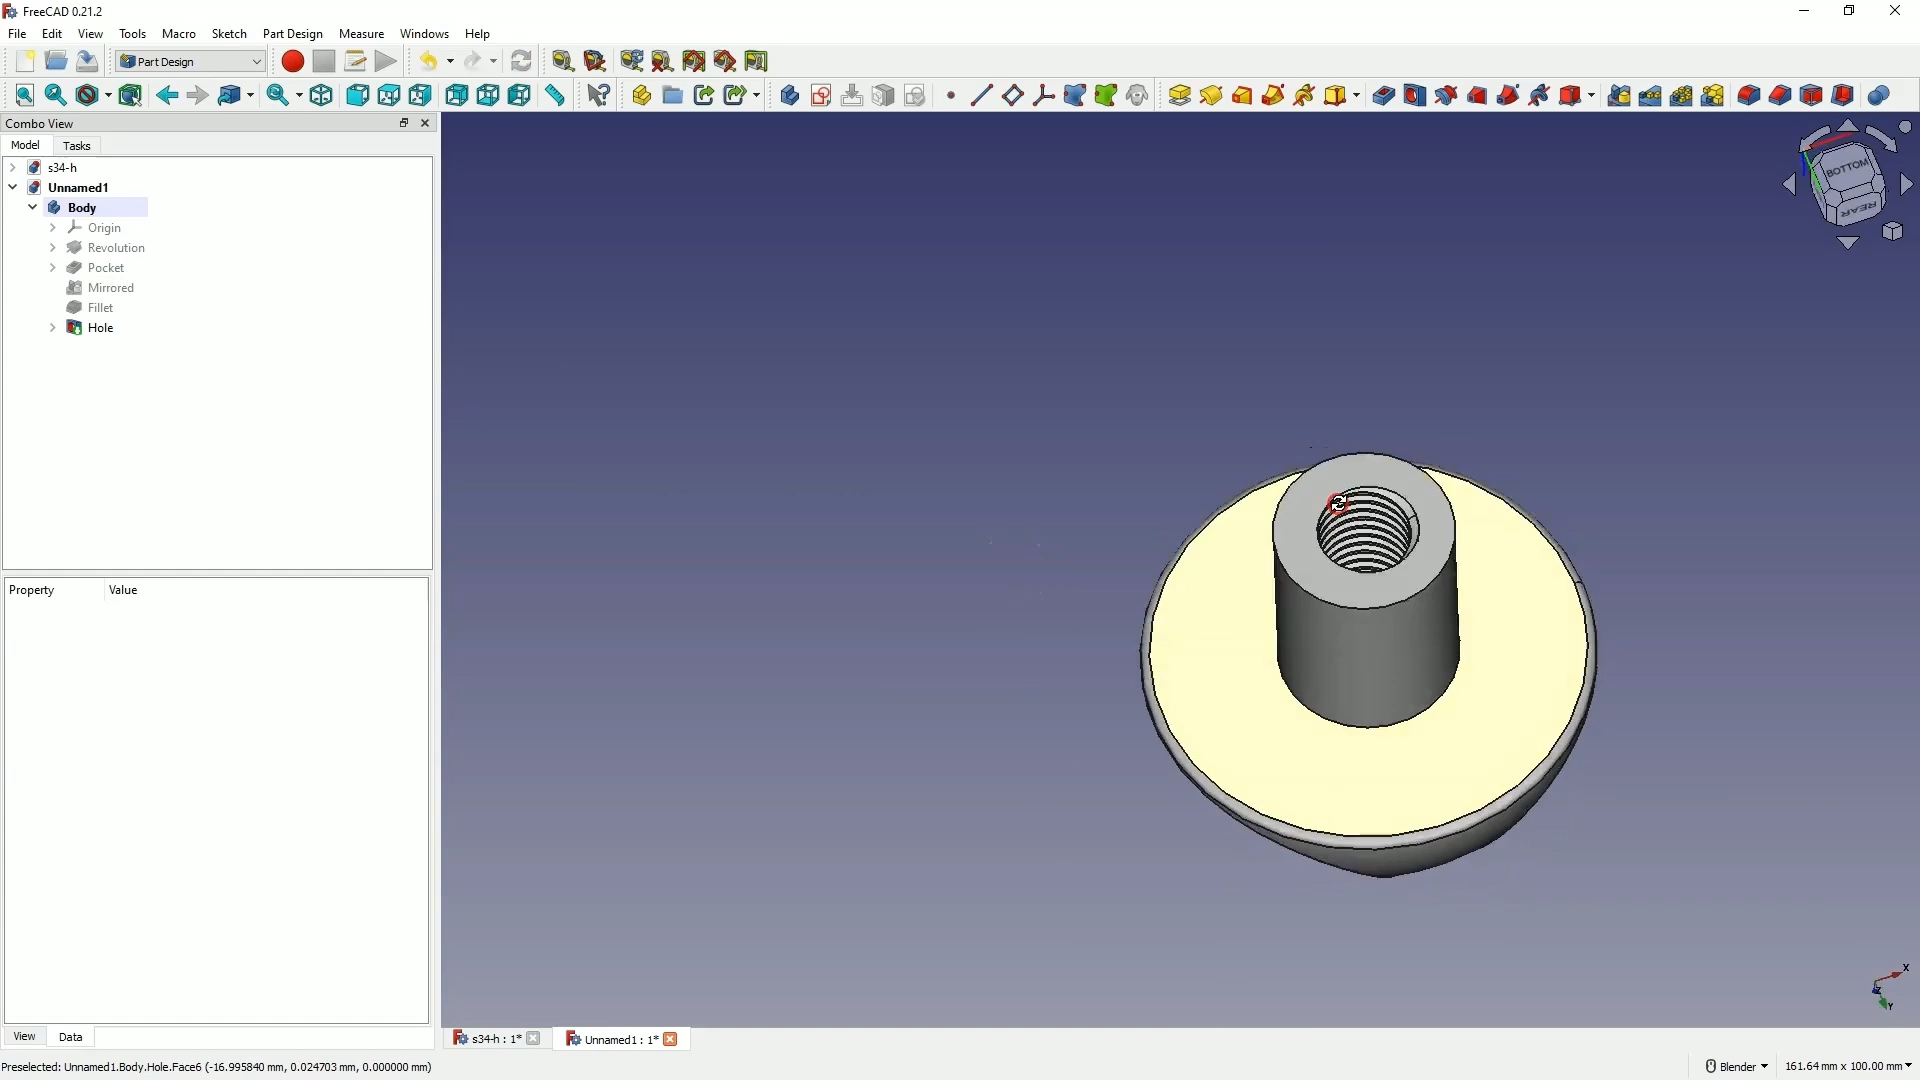 FreeCAD 0.21.2
File Edit View Tools Macro Sketch Part Design Measure Windows Help
Part Design
Combo View
Model Tasks
s34-h
Unnamed1
Body
Origin
Revolution
Pocket
Mirrored
Fillet
Hole
BOTTOM
REAR
Property Value
X
Z
Y
View Data
s34-h : 1* Unnamed1 : 1*
Preselected: Unnamed1.Body.Hole.Face6 (-16.995840 mm, 0.024703 mm, 0.000000 mm) Blender 161.64 mm x 100.00 mm